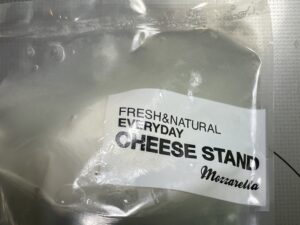 FRESH&NATURAL
EVERYDAY
CHEESE STAND
Mozzarella